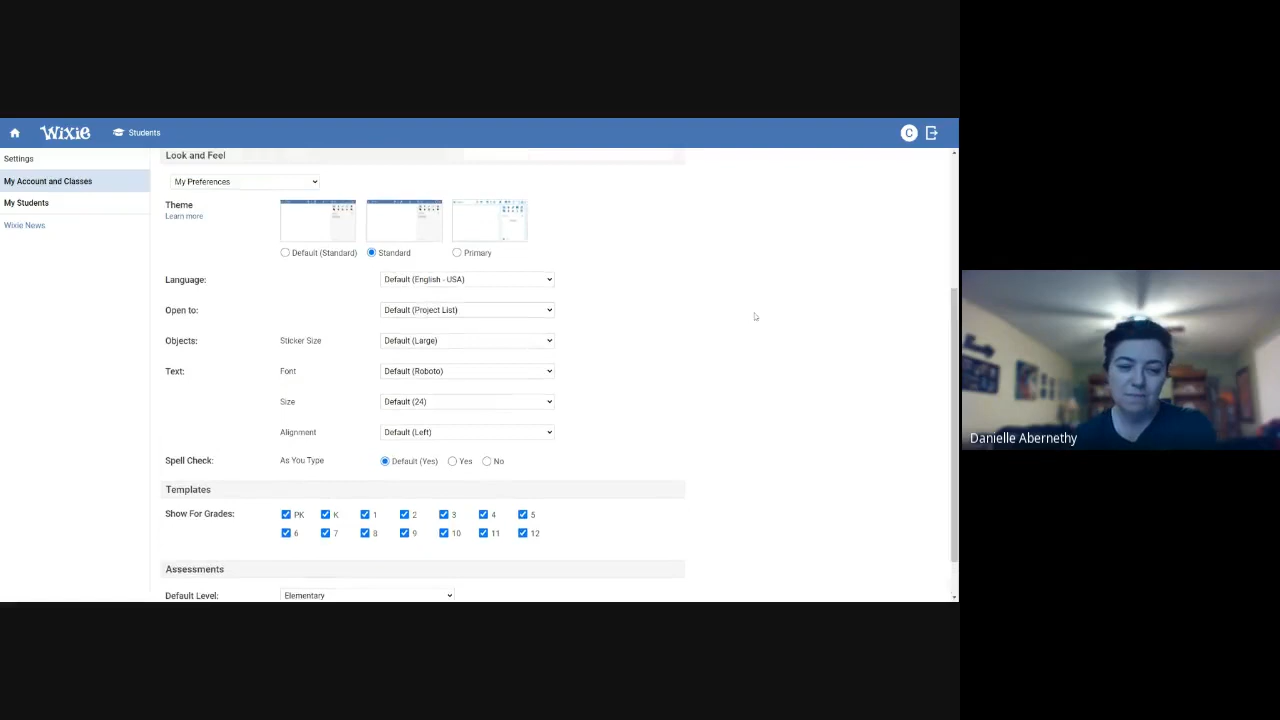 Wixie
Students
C
Settings
My Account and Classes
My Students
Wixie News
Look and Feel
My Preferences
Theme
Learn more
Default (Standard) Standard Primary
Language: Default (English - USA)
Open to: Default (Project List)
Objects: Sticker Size Default (Large)
Text: Font Default (Roboto)
Size Default (24)
Alignment Default (Left)
Spell Check: As You Type Default (Yes) Yes No
Templates
Show For Grades: PK K 1 2 3 4 5
6 7 8 9 10 11 12
Assessments
Default Level: Elementary
Danielle Abernethy